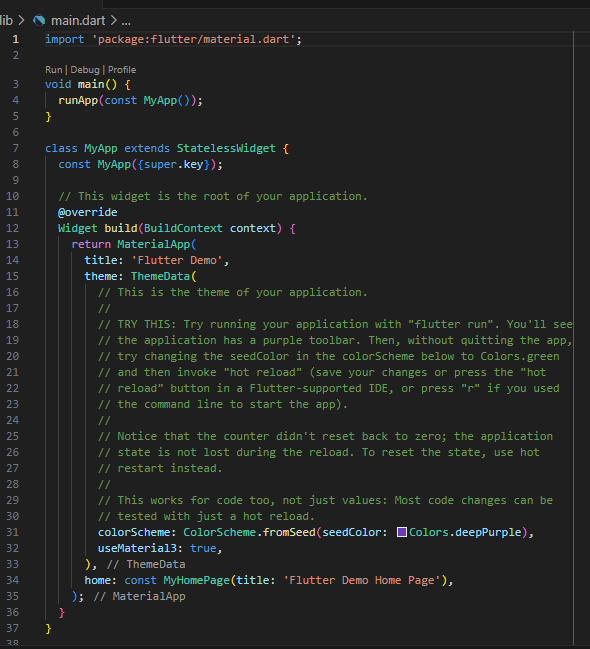 lib > main.dart > ...
1 import 'package:flutter/material.dart';
2
Run | Debug | Profile
3 void main() {
4   runApp(const MyApp());
5 }
6
7 class MyApp extends StatelessWidget {
8   const MyApp({super.key});
9
10   // This widget is the root of your application.
11   @override
12   Widget build(BuildContext context) {
13     return MaterialApp(
14       title: 'Flutter Demo',
15       theme: ThemeData(
16         // This is the theme of your application.
17         //
18         // TRY THIS: Try running your application with "flutter run". You'll see
19         // the application has a purple toolbar. Then, without quitting the app,
20         // try changing the seedColor in the colorScheme below to Colors.green
21         // and then invoke "hot reload" (save your changes or press the "hot
22         // reload" button in a Flutter-supported IDE, or press "r" if you used
23         // the command line to start the app).
24         //
25         // Notice that the counter didn't reset back to zero; the application
26         // state is not lost during the reload. To reset the state, use hot
27         // restart instead.
28         //
29         // This works for code too, not just values: Most code changes can be
30         // tested with just a hot reload.
31         colorScheme: ColorScheme.fromSeed(seedColor: Colors.deepPurple),
32         useMaterial3: true,
33       ), // ThemeData
34       home: const MyHomePage(title: 'Flutter Demo Home Page'),
35     ); // MaterialApp
36   }
37 }
38